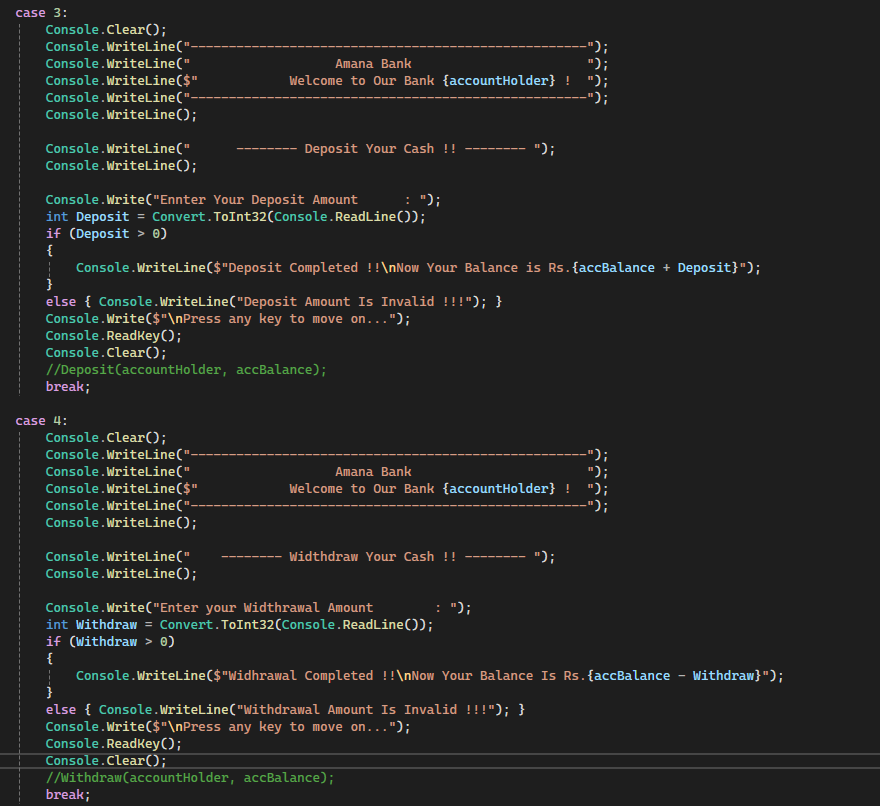 case 3:
    Console.Clear();
    Console.WriteLine("----------------------------------------------------");
    Console.WriteLine("                   Amana Bank                       ");
    Console.WriteLine($"            Welcome to Our Bank {accountHolder} !  ");
    Console.WriteLine("----------------------------------------------------");
    Console.WriteLine();

    Console.WriteLine("      -------- Deposit Your Cash !! -------- ");
    Console.WriteLine();

    Console.Write("Ennter Your Deposit Amount      : ");
    int Deposit = Convert.ToInt32(Console.ReadLine());
    if (Deposit > 0)
    {
        Console.WriteLine($"Deposit Completed !!\nNow Your Balance is Rs.{accBalance + Deposit}");
    }
    else { Console.WriteLine("Deposit Amount Is Invalid !!!"); }
    Console.Write($"\nPress any key to move on...");
    Console.ReadKey();
    Console.Clear();
    //Deposit(accountHolder, accBalance);
    break;

case 4:
    Console.Clear();
    Console.WriteLine("----------------------------------------------------");
    Console.WriteLine("                   Amana Bank                       ");
    Console.WriteLine($"            Welcome to Our Bank {accountHolder} !  ");
    Console.WriteLine("----------------------------------------------------");
    Console.WriteLine();

    Console.WriteLine("    -------- Widthdraw Your Cash !! -------- ");
    Console.WriteLine();

    Console.Write("Enter your Widthrawal Amount        : ");
    int Withdraw = Convert.ToInt32(Console.ReadLine());
    if (Withdraw > 0)
    {
        Console.WriteLine($"Widhrawal Completed !!\nNow Your Balance Is Rs.{accBalance - Withdraw}");
    }
    else { Console.WriteLine("Withdrawal Amount Is Invalid !!!"); }
    Console.Write($"\nPress any key to move on...");
    Console.ReadKey();
    Console.Clear();
    //Withdraw(accountHolder, accBalance);
    break;